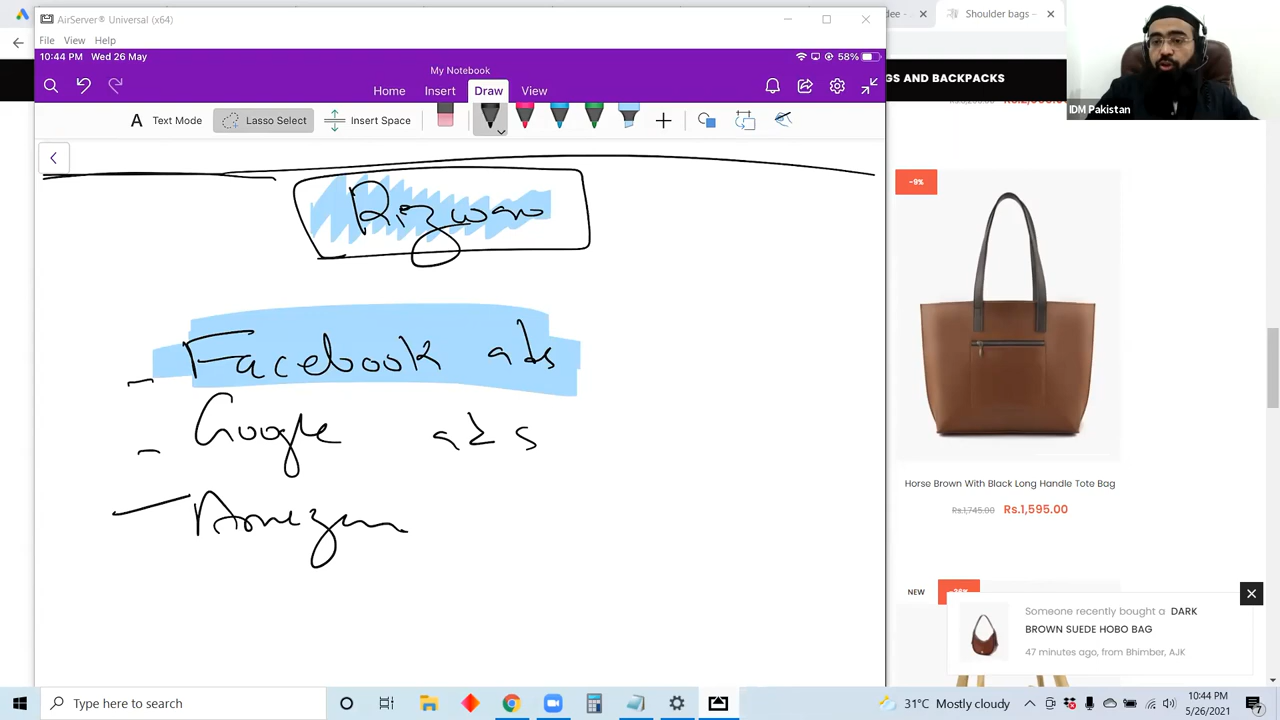 AirServer® Universal (x64)
dee
Shoulder bags -
File View Help
10:44 PM Wed 26 May
58%
My Notebook
GS AND BACKPACKS
Home Insert Draw View
IDM Pakistan
A Text Mode Lasso Select Insert Space
Rizwan
-9%
Facebook ads
Google ads
Amazon
Horse Brown With Black Long Handle Tote Bag
Rs.1,745.00 Rs.1,595.00
NEW
Someone recently bought a DARK
BROWN SUEDE HOBO BAG
47 minutes ago, from Bhimber, AJK
Type here to search
31°C Mostly cloudy
10:44 PM
5/26/2021
7